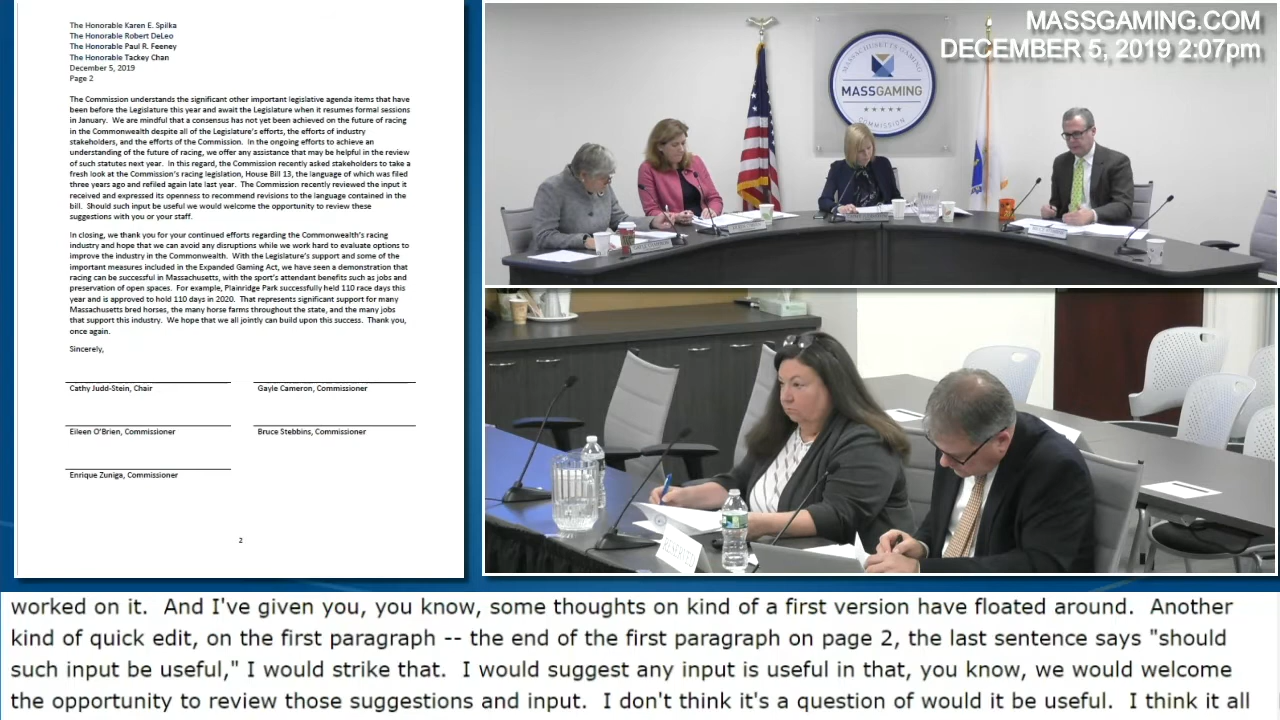 The Honorable Karen E. Spilka
The Honorable Robert DeLeo
The Honorable Paul R. Feeney
The Honorable Tackey Chan
December 5, 2019
Page 2
The Commission understands the significant other important legislative agenda items that have
been before the Legislature this year and await the Legislature when it resumes formal sessions
in January. We are mindful that a consensus has not yet been achieved on the future of racing
in the Commonwealth despite all of the Legislature's efforts, the efforts of industry
stakeholders, and the efforts of the Commission. In the ongoing efforts to achieve an
understanding of the future of racing, we offer any assistance that may be helpful in the review
of such statutes next year. In this regard, the Commission recently asked stakeholders to take a
fresh look at the Commission's racing legislation, House Bill 13, the language of which was filed
three years ago and refiled again late last year. The Commission recently reviewed the input it
received and expressed its openness to recommend revisions to the language contained in the
bill. Should such input be useful we would welcome the opportunity to review these
suggestions with you or your staff.
In closing, we thank you for your continued efforts regarding the Commonwealth's racing
industry and hope that we can avoid any disruptions while we work hard to evaluate options to
improve the industry in the Commonwealth. With the Legislature's support and some of the
important measures included in the Expanded Gaming Act, we have seen a demonstration that
racing can be successful in Massachusetts, with the sport's attendant benefits such as jobs and
preservation of open spaces. For example, Plainridge Park successfully held 110 race days this
year and is approved to hold 110 days in 2020. That represents significant support for many
Massachusetts bred horses, the many horse farms throughout the state, and the many jobs
that support this industry. We hope that we all jointly can build upon this success. Thank you,
once again.
Sincerely,
Cathy Judd-Stein, Chair
Gayle Cameron, Commissioner
Eileen O'Brien, Commissioner
Bruce Stebbins, Commissioner
Enrique Zuniga, Commissioner
2
MASSGAMING.COM
DECEMBER 5, 2019 2:07pm
MASSACHUSETTS GAMING
MASSGAMING
COMMISSION
RESERVED
worked on it. And I've given you, you know, some thoughts on kind of a first version have floated around. Another
kind of quick edit, on the first paragraph -- the end of the first paragraph on page 2, the last sentence says "should
such input be useful," I would strike that. I would suggest any input is useful in that, you know, we would welcome
the opportunity to review those suggestions and input. I don't think it's a question of would it be useful. I think it all